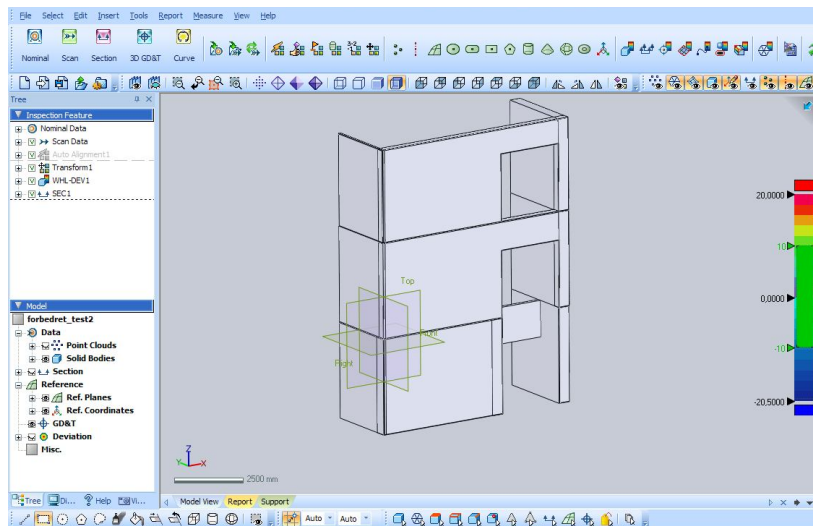 File Select Edit Insert Tools Report Measure View Help
Nominal Scan Section 3D GD&T Curve
Tree
Inspection Feature
Nominal Data
Scan Data
Auto Alignment1
Transform1
WHL-DEV1
SEC1
Model
forbedret_test2
Data
Point Clouds
Solid Bodies
Section
Reference
Ref. Planes
Ref. Coordinates
GD&T
Deviation
Misc.
Top
Front
Right
Z
Y X
2500 mm
20,0000
10
0,0000
-10
-20,5000
Tree Di... Help Vi... Model View Report Support
Auto Auto